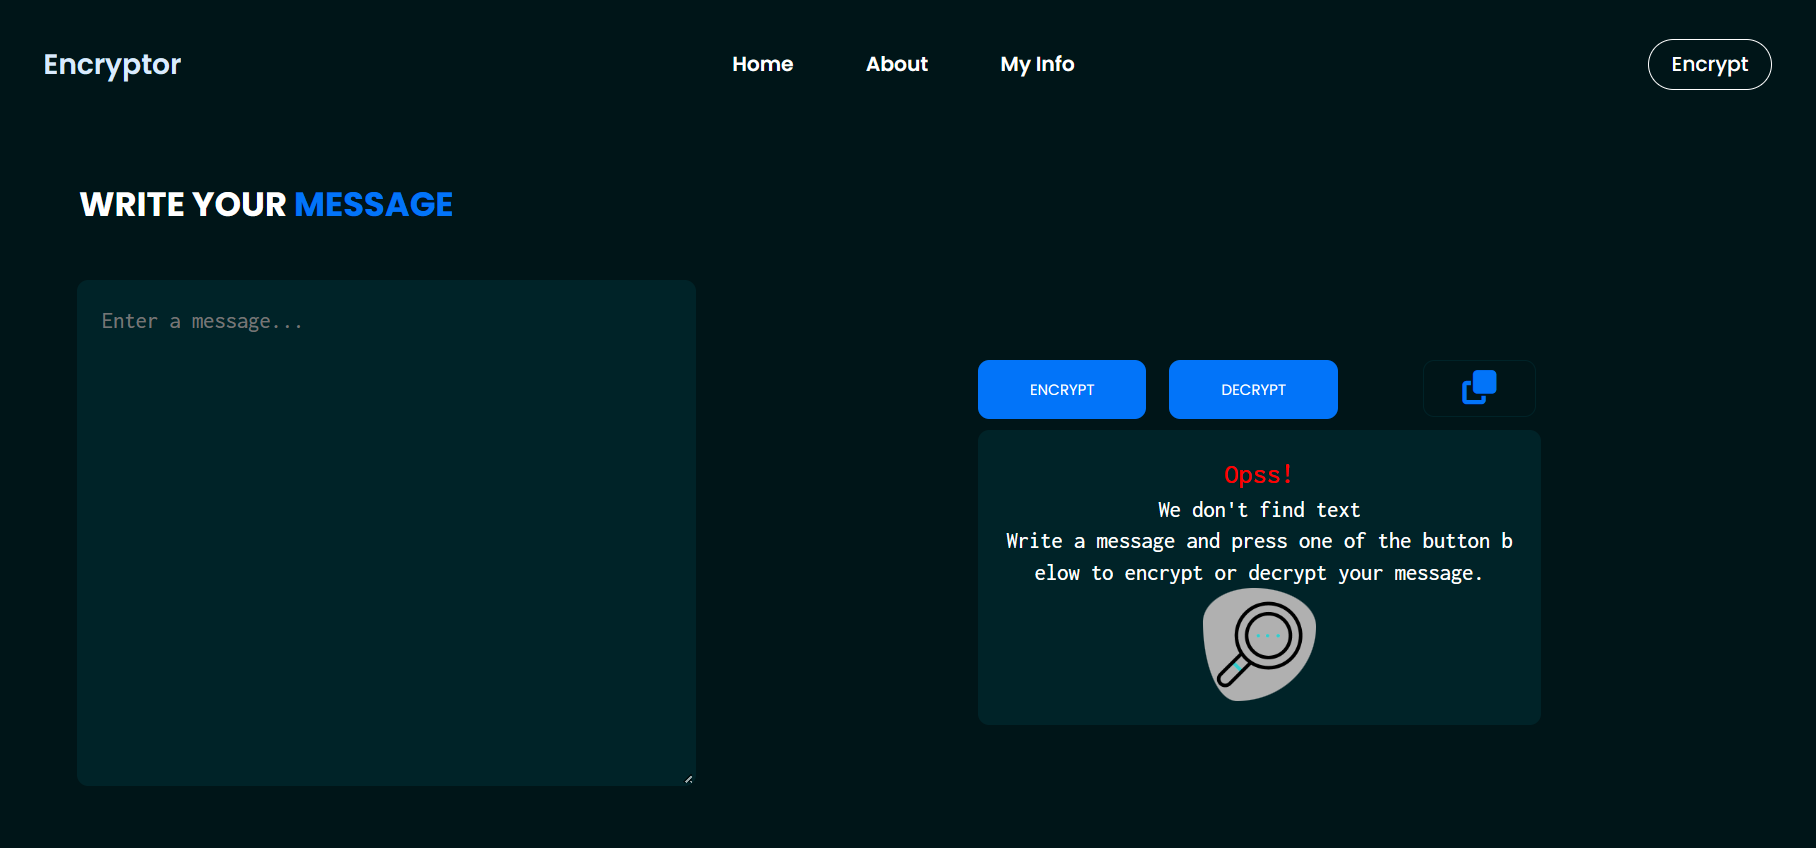 Encryptor
Home
About
My Info
Encrypt
WRITE YOUR MESSAGE
Enter a message...
ENCRYPT
DECRYPT
Opss!
We don't find text
Write a message and press one of the button b
elow to encrypt or decrypt your message.